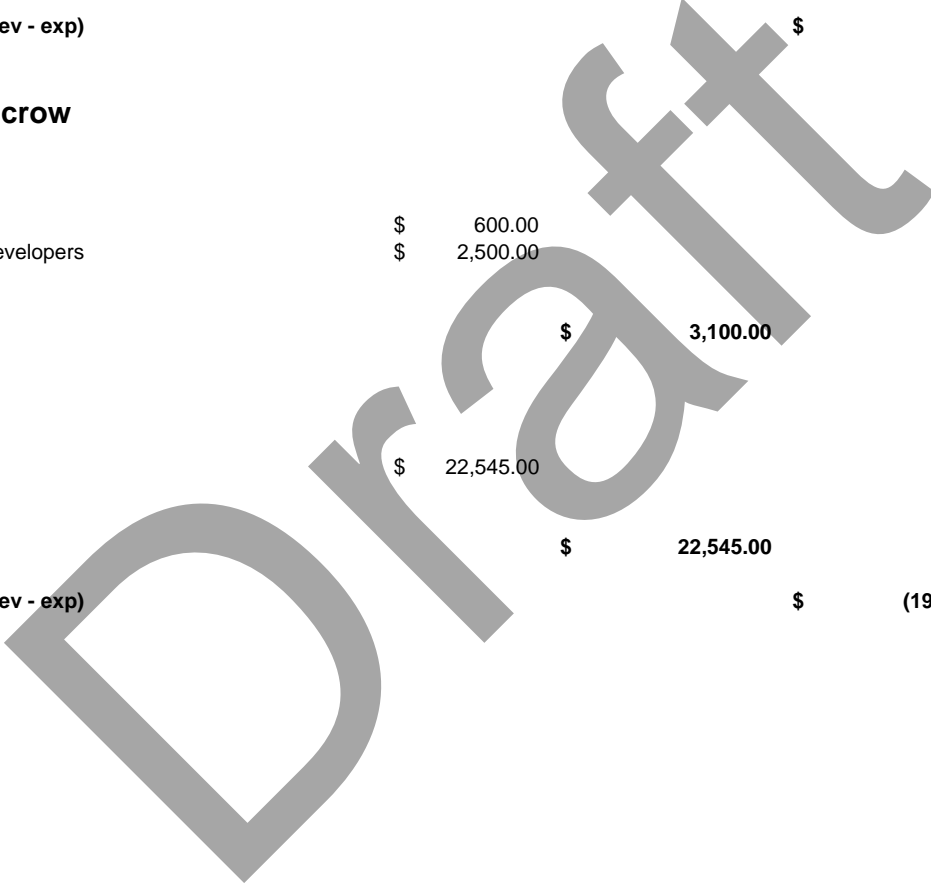 ev - exp) $
crow
$ 600.00
evelopers $ 2,500.00
$ 3,100.00
$ 22,545.00
$ 22,545.00
ev - exp) $ (19
Draft